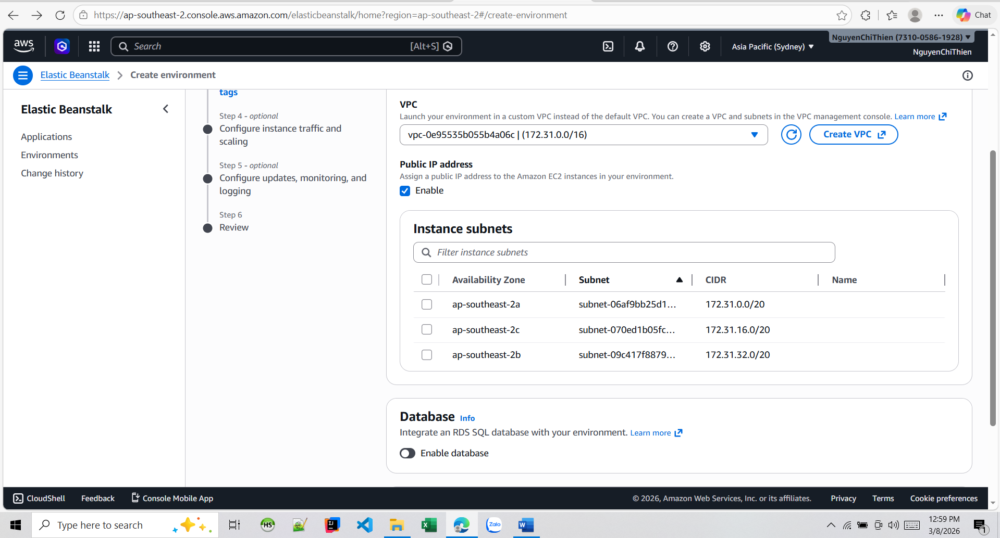 https://ap-southeast-2.console.aws.amazon.com/elasticbeanstalk/home?region=ap-southeast-2#/create-environment
Chat
aws
Search
[Alt+S]
Asia Pacific (Sydney)
NguyenChiThien (7310-0586-1928)
NguyenChiThien
Elastic Beanstalk
Create environment
Elastic Beanstalk
Applications
Environments
Change history
tags
Step 4 - optional
Configure instance traffic and
scaling
Step 5 - optional
Configure updates, monitoring, and
logging
Step 6
Review
VPC
Launch your environment in a custom VPC instead of the default VPC. You can create a VPC and subnets in the VPC management console. Learn more
vpc-0e95535b055b4a06c | (172.31.0.0/16)
Create VPC
Public IP address
Assign a public IP address to the Amazon EC2 instances in your environment.
Enable
Instance subnets
Filter instance subnets
Availability Zone Subnet CIDR Name
ap-southeast-2a subnet-06af9bb25d1... 172.31.0.0/20
ap-southeast-2c subnet-070ed1b05fc... 172.31.16.0/20
ap-southeast-2b subnet-09c417f8879... 172.31.32.0/20
Database Info
Integrate an RDS SQL database with your environment. Learn more
Enable database
CloudShell
Feedback
Console Mobile App
© 2026, Amazon Web Services, Inc. or its affiliates.
Privacy
Terms
Cookie preferences
Type here to search
HS
IJ
X
Zalo
W
12:59 PM
3/8/2026
1